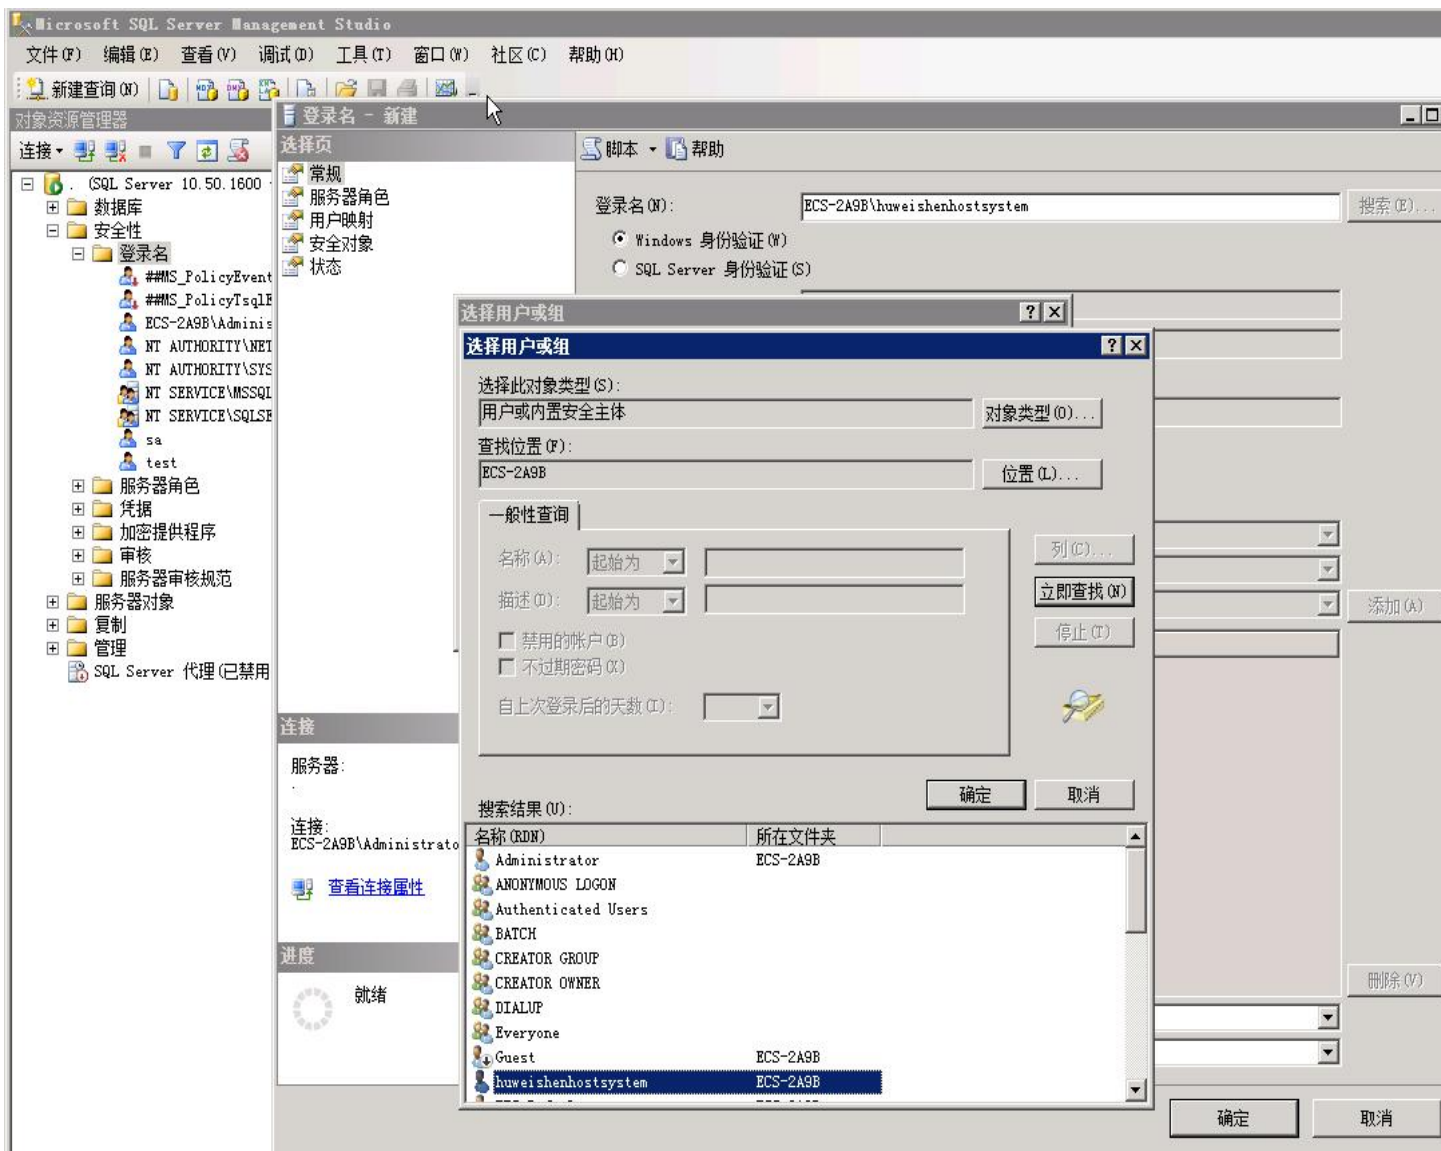 Microsoft SQL Server Management Studio
文件(F) 编辑(E) 查看(V) 调试(D) 工具(T) 窗口(W) 社区(C) 帮助(H)
新建查询(N)
对象资源管理器
连接
. (SQL Server 10.50.1600 -
数据库
安全性
登录名
##MS_PolicyEvent
##MS_PolicyTsqlE
ECS-2A9B\Adminis
NT AUTHORITY\NET
NT AUTHORITY\SYS
NT SERVICE\MSSQL
NT SERVICE\SQLSE
sa
test
服务器角色
凭据
加密提供程序
审核
服务器审核规范
服务器对象
复制
管理
SQL Server 代理(已禁用
登录名 - 新建
选择页
常规
服务器角色
用户映射
安全对象
状态
连接
服务器:
.
连接:
ECS-2A9B\Administrato
查看连接属性
进度
就绪
脚本 帮助
登录名(N): ECS-2A9B\huweishenhostsystem 搜索(E)...
Windows 身份验证(W)
SQL Server 身份验证(S)
添加(A)
删除(V)
确定 取消
选择用户或组
选择用户或组
选择此对象类型(S):
用户或内置安全主体 对象类型(O)...
查找位置(F):
ECS-2A9B 位置(L)...
一般性查询
名称(A): 起始为 列(C)...
描述(D): 起始为 立即查找(N)
停止(T)
禁用的帐户(B)
不过期密码(X)
自上次登录后的天数(I):
确定 取消
搜索结果(U):
名称(RDN) 所在文件夹
Administrator ECS-2A9B
ANONYMOUS LOGON
Authenticated Users
BATCH
CREATOR GROUP
CREATOR OWNER
DIALUP
Everyone
Guest ECS-2A9B
huweishenhostsystem ECS-2A9B